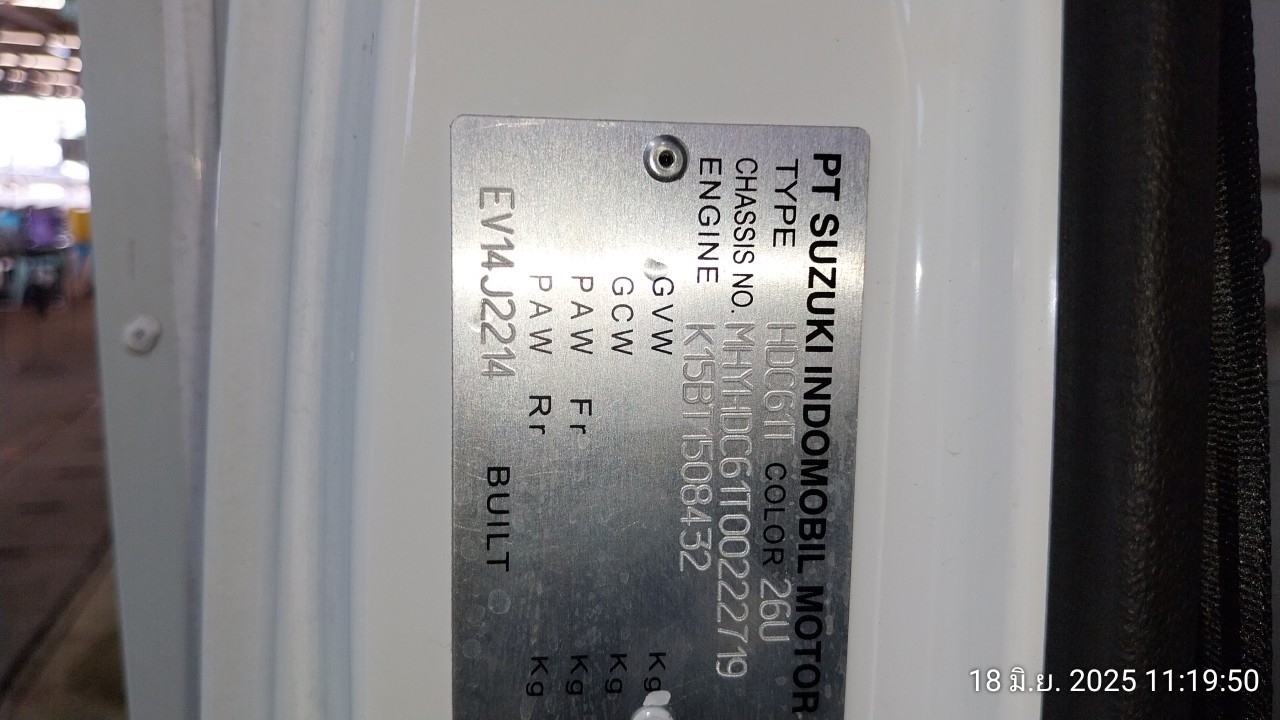 PT SUZUKI INDOMOBIL MOTOR
TYPE HDC61T COLOR 26U
CHASSIS NO. MHYHDC61T00222719
ENGINE K15BT1508432
GVW Kg
GCW Kg
PAW Fr Kg
PAW Rr Kg
EV14J2214 BUILT
18 มิ.ย. 2025 11:19:50